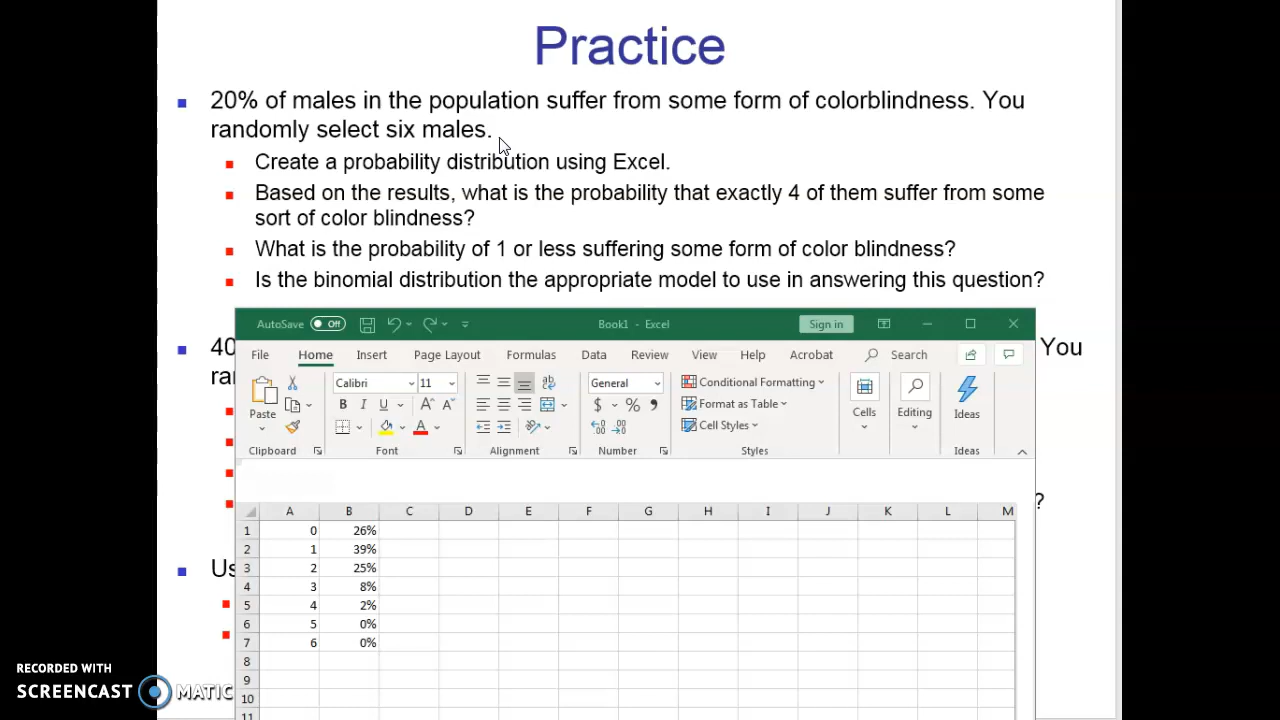 Practice
20% of males in the population suffer from some form of colorblindness. You
randomly select six males.
Create a probability distribution using Excel.
Based on the results, what is the probability that exactly 4 of them suffer from some
sort of color blindness?
What is the probability of 1 or less suffering some form of color blindness?
Is the binomial distribution the appropriate model to use in answering this question?
AutoSave Off Book1 - Excel Sign in
40 You
ra
File Home Insert Page Layout Formulas Data Review View Help Acrobat Search
Paste Calibri 11 General Conditional Formatting Cells Editing Ideas
B I U A A $ % , Format as Table
A Cell Styles
Clipboard Font Alignment Number Styles Ideas
?
A B C D E F G H I J K L M
1 0 26%
2 1 39%
3 2 25%
Us
4 3 8%
5 4 2%
6 5 0%
7 6 0%
8
9
10
11
RECORDED WITH
SCREENCAST MATIC